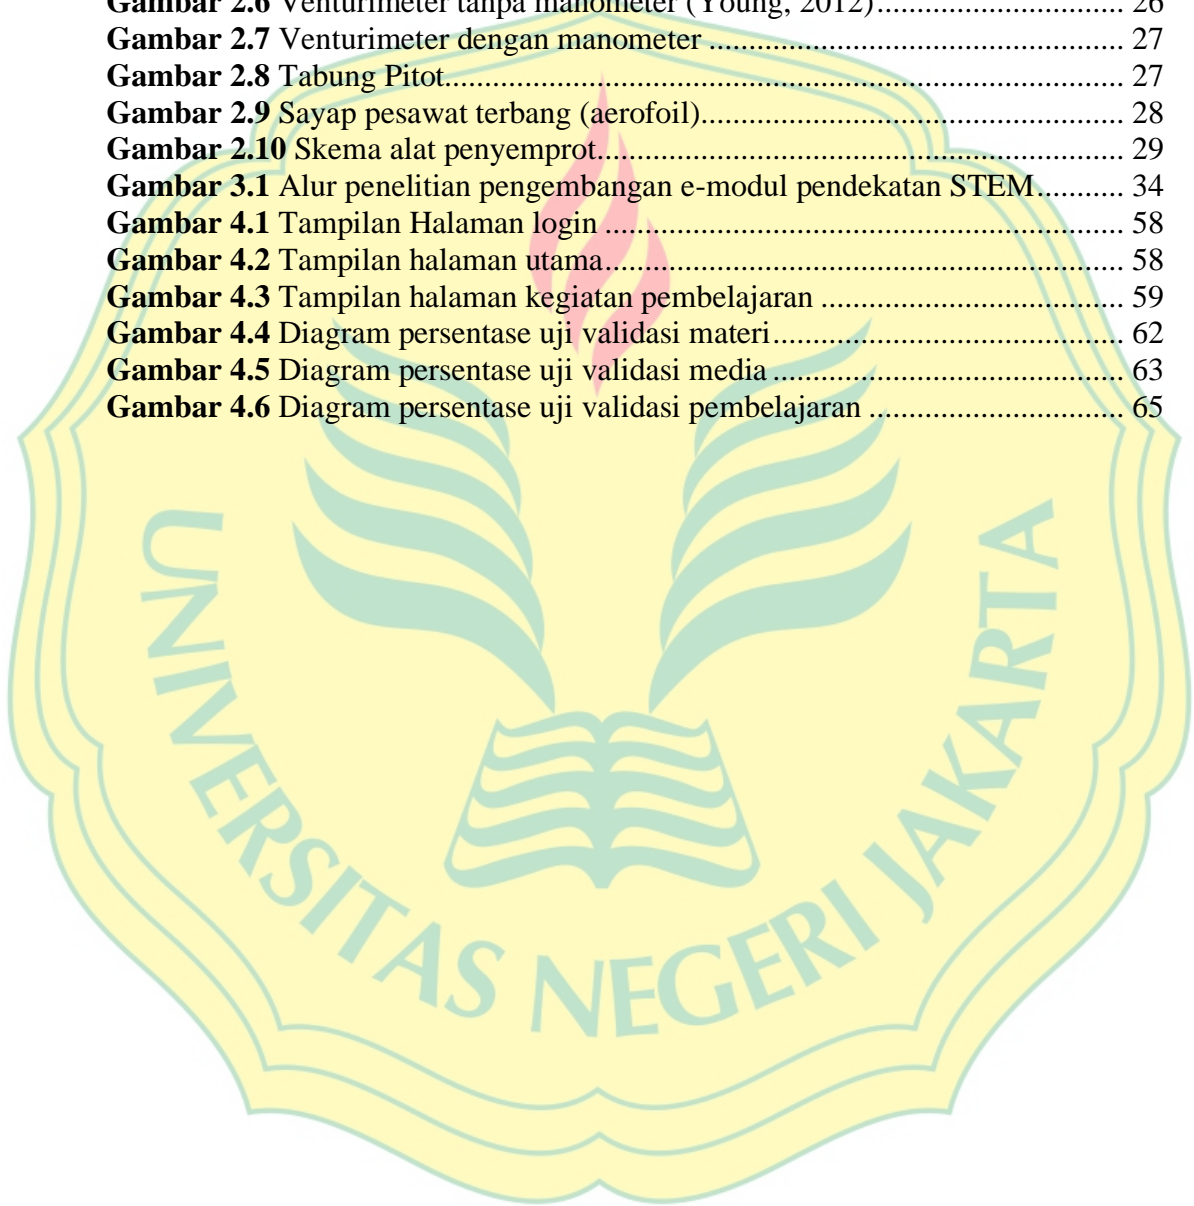 Gambar 2.6 Venturimeter tanpa manometer (Young, 2012)............................... 26
Gambar 2.7 Venturimeter dengan manometer .................................................... 27
Gambar 2.8 Tabung Pitot..................................................................................... 27
Gambar 2.9 Sayap pesawat terbang (aerofoil)..................................................... 28
Gambar 2.10 Skema alat penyemprot.................................................................. 29
Gambar 3.1 Alur penelitian pengembangan e-modul pendekatan STEM........... 34
Gambar 4.1 Tampilan Halaman login ................................................................. 58
Gambar 4.2 Tampilan halaman utama................................................................. 58
Gambar 4.3 Tampilan halaman kegiatan pembelajaran ...................................... 59
Gambar 4.4 Diagram persentase uji validasi materi............................................ 62
Gambar 4.5 Diagram persentase uji validasi media ............................................ 63
Gambar 4.6 Diagram persentase uji validasi pembelajaran ................................ 65
UNIVERSITAS NEGERI JAKARTA